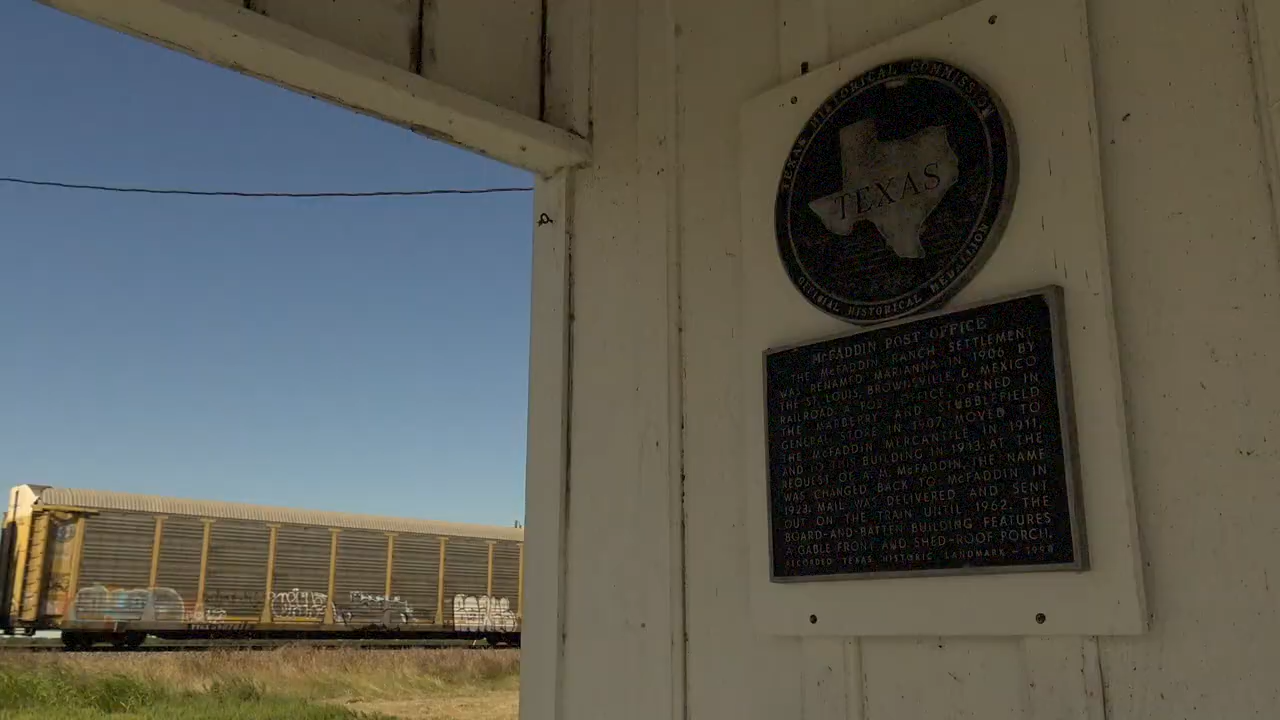 TEXAS HISTORICAL COMMISSION
TEXAS
OFFICIAL HISTORICAL MEDALLION
McFADDIN POST OFFICE
THE McFADDIN RANCH SETTLEMENT
WAS RENAMED MARIANNA IN 1906 BY
THE ST. LOUIS, BROWNSVILLE & MEXICO
RAILROAD. A POST OFFICE OPENED IN
THE MARBERRY AND STUBBLEFIELD
GENERAL STORE IN 1907, MOVED TO
THE McFADDIN MERCANTILE IN 1911,
AND TO THIS BUILDING IN 1913. AT THE
REQUEST OF A. M. McFADDIN, THE NAME
WAS CHANGED BACK TO McFADDIN IN
1923. MAIL WAS DELIVERED AND SENT
OUT ON THE TRAIN UNTIL 1962. THE
BOARD-AND-BATTEN BUILDING FEATURES
A GABLE FRONT AND SHED-ROOF PORCH.
RECORDED TEXAS HISTORIC LANDMARK - 1998